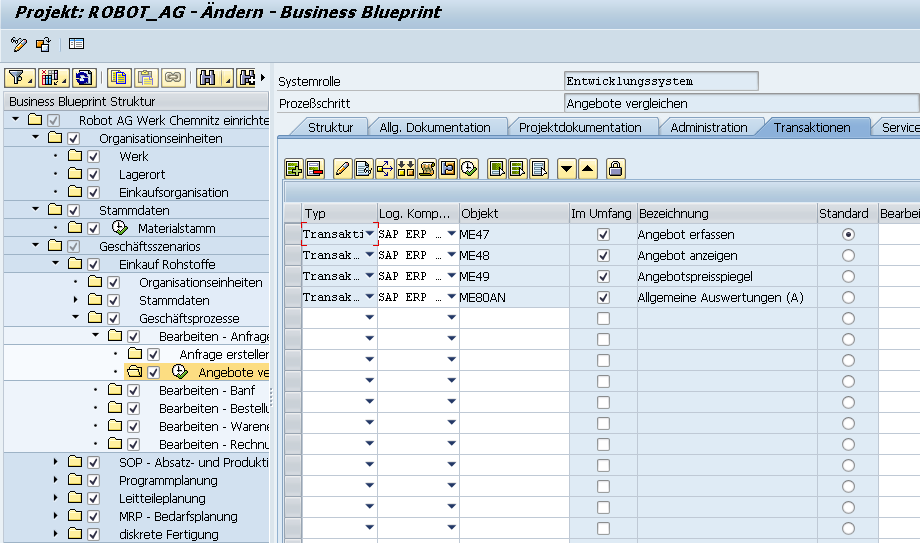 Projekt: ROBOT_AG - Ändern - Business Blueprint
Systemrolle Entwicklungssystem
Prozeßschritt Angebote vergleichen
Struktur Allg. Dokumentation Projektdokumentation Administration Transaktionen Service
Business Blueprint Struktur
Robot AG Werk Chemnitz einrichte
Organisationseinheiten
Werk
Lagerort
Einkaufsorganisation
Stammdaten
Materialstamm
Geschäftsszenarios
Einkauf Rohstoffe
Organisationseinheiten
Stammdaten
Geschäftsprozesse
Bearbeiten - Anfrage
Anfrage ersteller
Angebote ve
Bearbeiten - Banf
Bearbeiten - Bestellu
Bearbeiten - Warene
Bearbeiten - Rechnu
SOP - Absatz- und Produkti
Programmplanung
Leitteileplanung
MRP - Bedarfsplanung
diskrete Fertigung
Typ Log. Komp... Objekt Im Umfang Bezeichnung Standard Bearbei
Transakti SAP ERP ... ME47 Angebot erfassen
Transak... SAP ERP ... ME48 Angebot anzeigen
Transak... SAP ERP ... ME49 Angebotspreisspiegel
Transak... SAP ERP ... ME80AN Allgemeine Auswertungen (A)